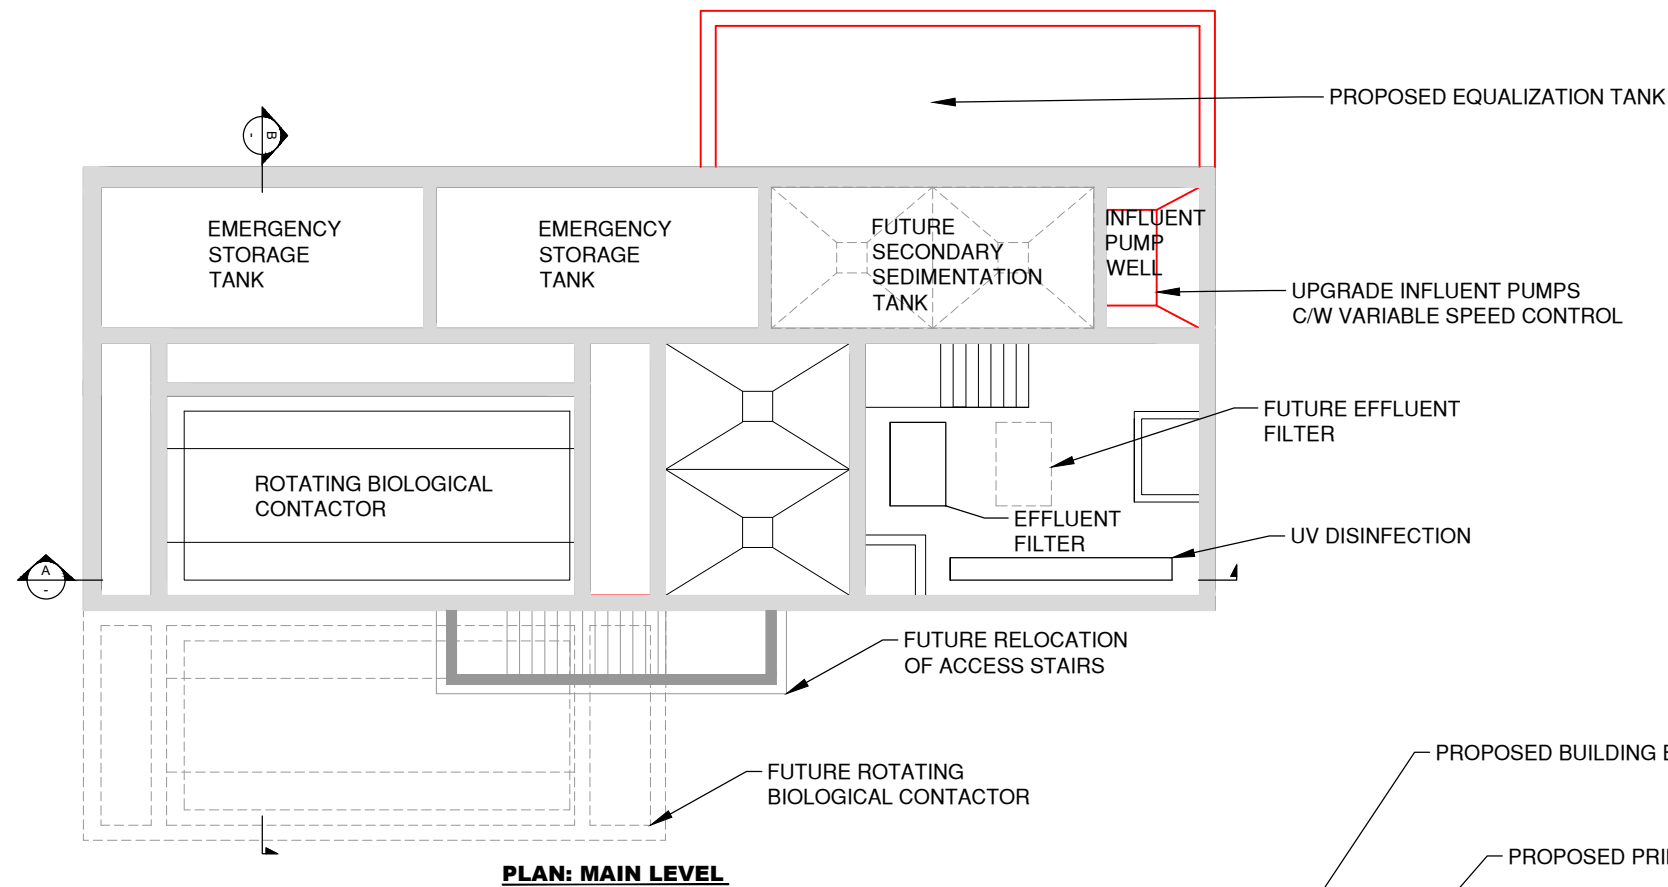 PROPOSED EQUALIZATION TANK
B
-
EMERGENCY
STORAGE
TANK
EMERGENCY
STORAGE
TANK
FUTURE
SECONDARY
SEDIMENTATION
TANK
INFLUENT
PUMP
WELL
UPGRADE INFLUENT PUMPS
C/W VARIABLE SPEED CONTROL
FUTURE EFFLUENT
FILTER
ROTATING BIOLOGICAL
CONTACTOR
EFFLUENT
FILTER
UV DISINFECTION
A
-
FUTURE RELOCATION
OF ACCESS STAIRS
FUTURE ROTATING
BIOLOGICAL CONTACTOR
PROPOSED BUILDING
PROPOSED
PLAN: MAIN LEVEL